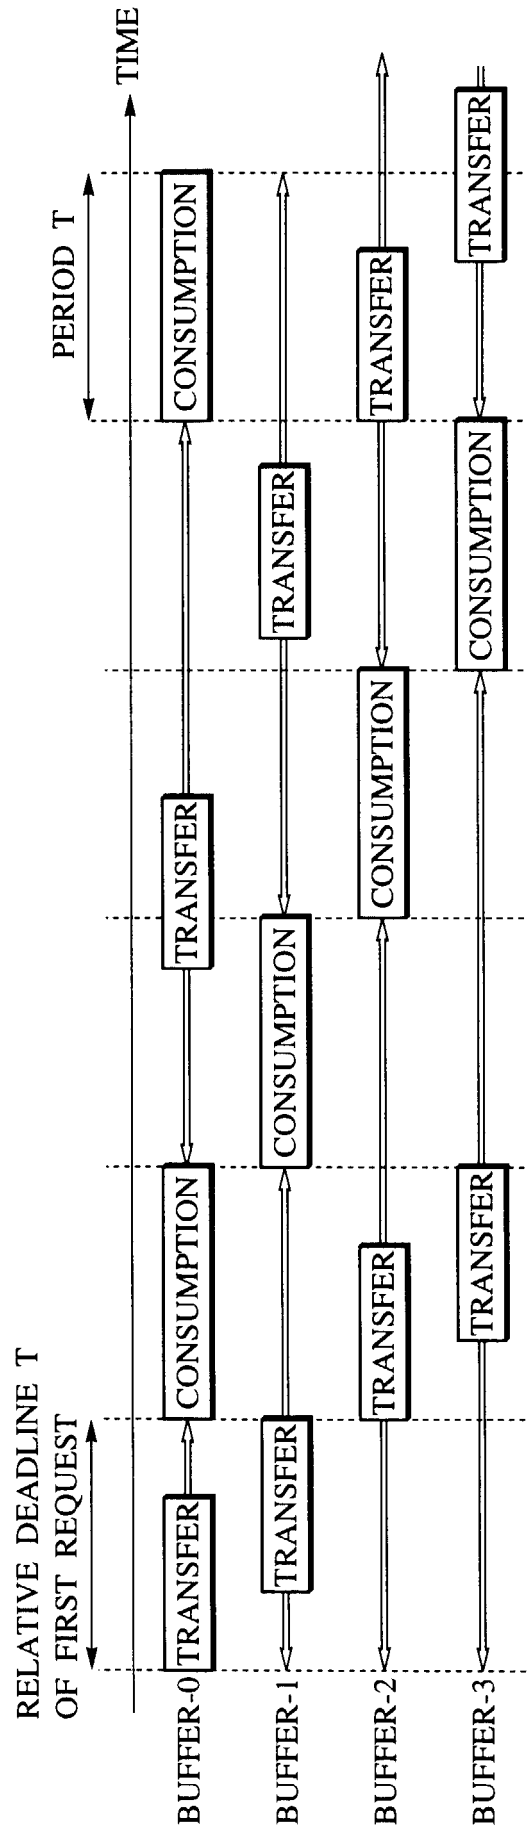 RELATIVE DEADLINE T
OF FIRST REQUEST
PERIOD T
TIME
BUFFER-0
TRANSFER
CONSUMPTION
TRANSFER
CONSUMPTION
BUFFER-1
TRANSFER
CONSUMPTION
TRANSFER
BUFFER-2
TRANSFER
CONSUMPTION
TRANSFER
BUFFER-3
TRANSFER
CONSUMPTION
TRANSFER